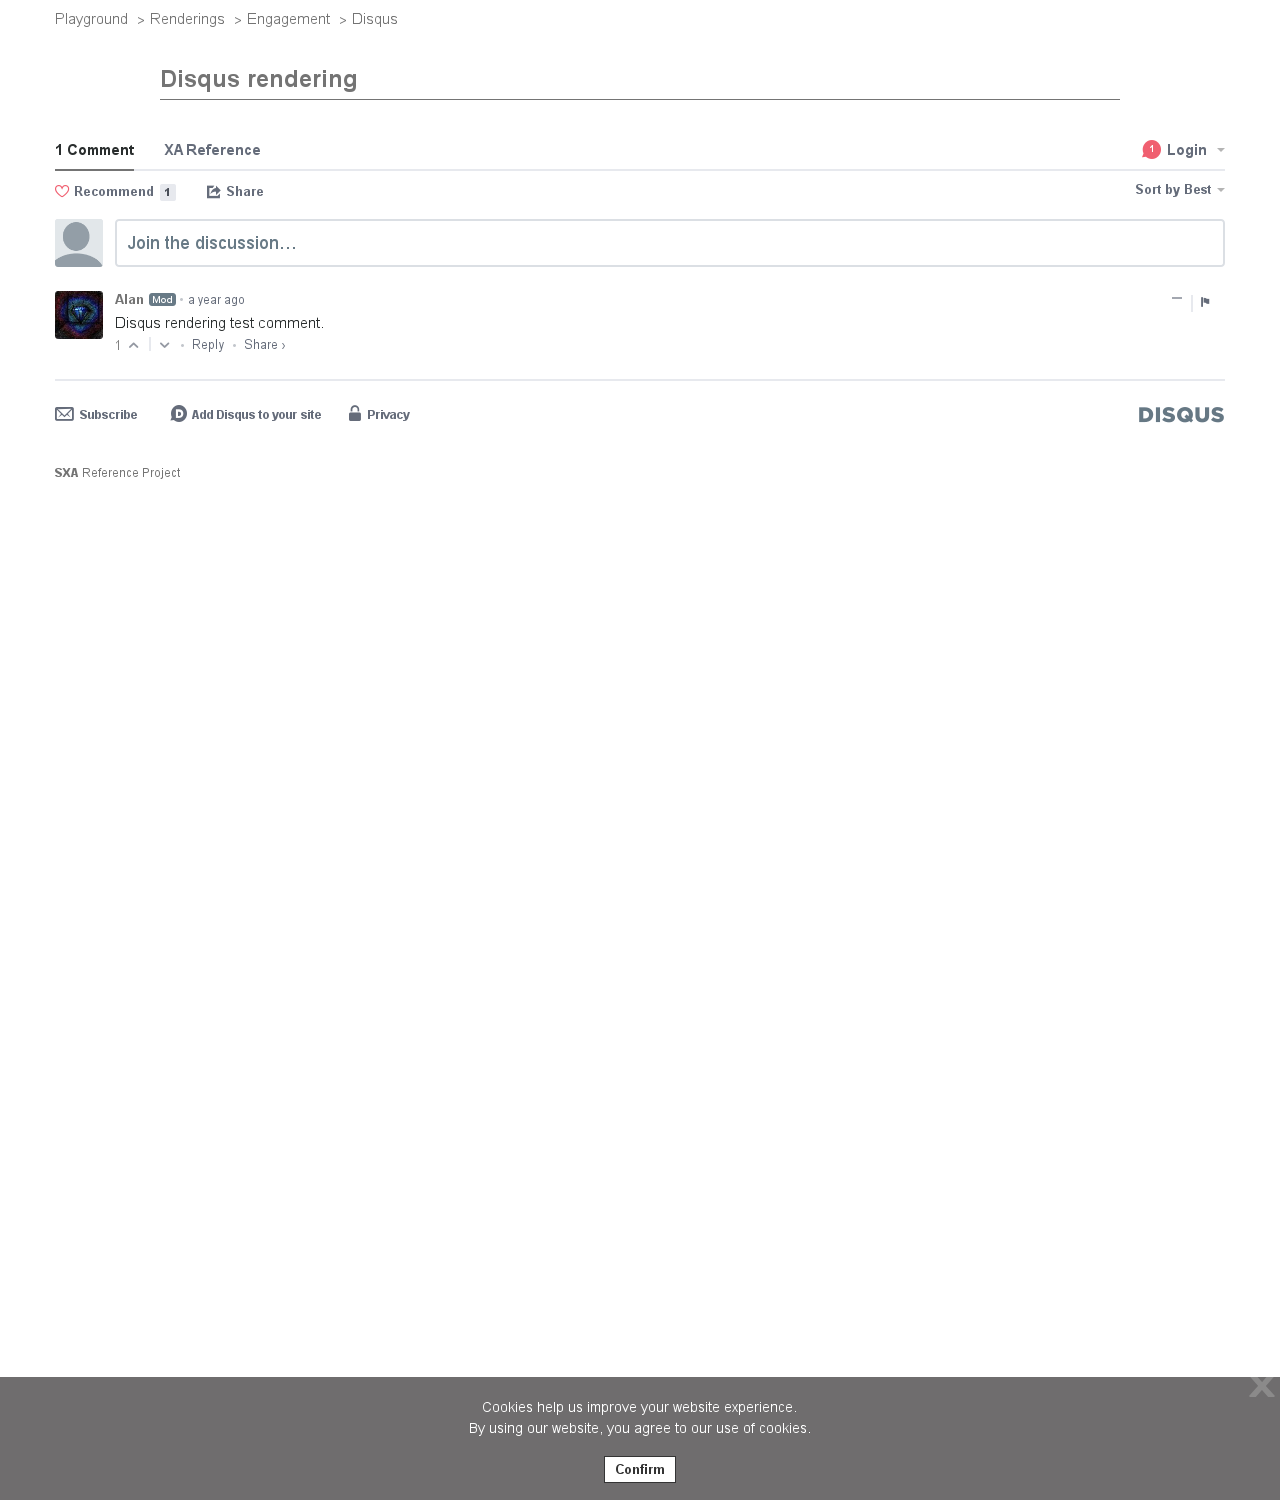 Playground > Renderings > Engagement > Disqus
Disqus rendering
1 Comment XA Reference 1 Login
Recommend 1 Share Sort by Best
Join the discussion...
Alan Mod • a year ago
Disqus rendering test comment.
1 • Reply • Share ›
Subscribe D Add Disqus to your site Privacy DISQUS
SXA Reference Project
X
Cookies help us improve your website experience.
By using our website, you agree to our use of cookies.
Confirm